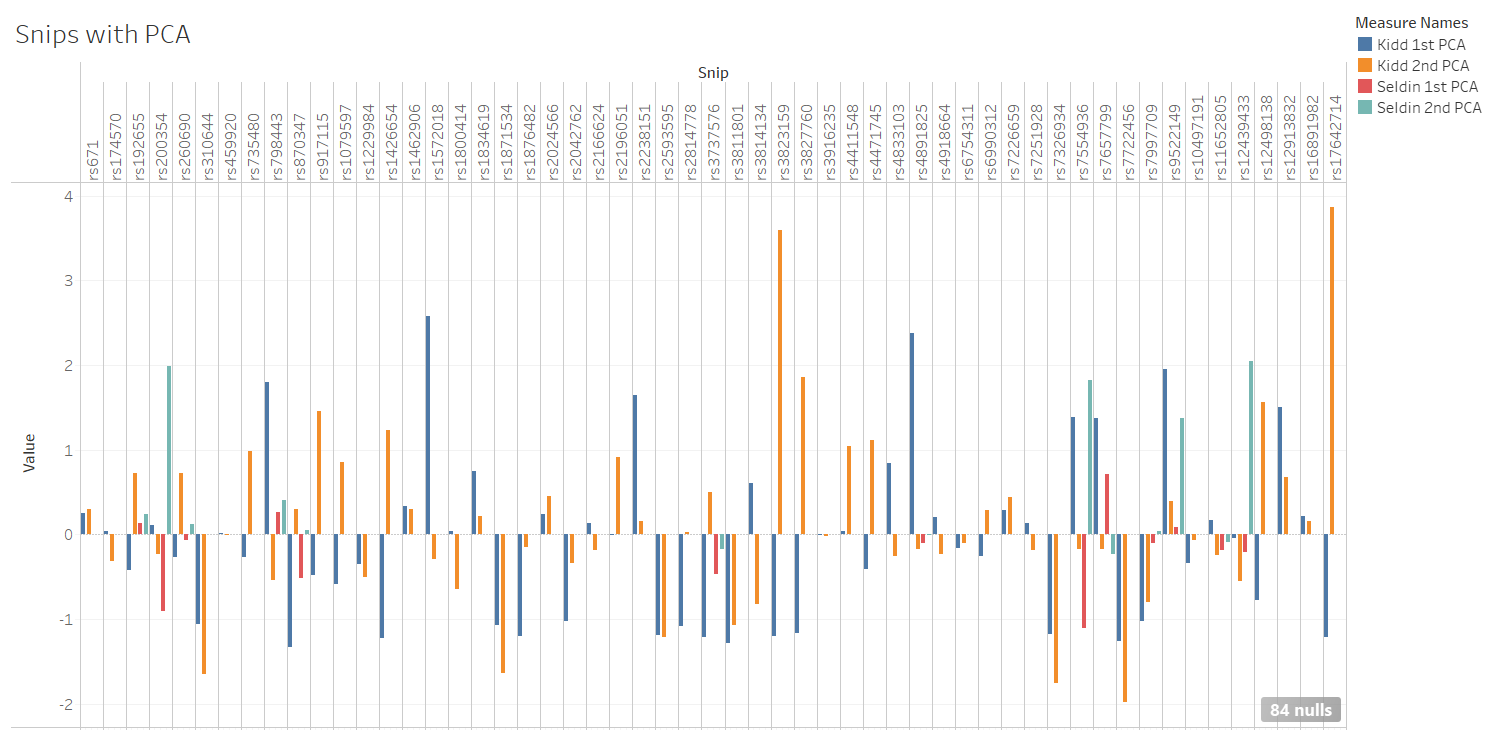 Snips with PCA
Measure Names
Kidd 1st PCA
Kidd 2nd PCA
Seldin 1st PCA
Seldin 2nd PCA
Snip
rs671
rs174570
rs192655
rs200354
rs260690
rs310644
rs459920
rs735480
rs798443
rs870347
rs917115
rs1079597
rs1229984
rs1426654
rs1462906
rs1572018
rs1800414
rs1834619
rs1871534
rs1876482
rs2024566
rs2042762
rs2166624
rs2196051
rs2238151
rs2593595
rs2814778
rs3737576
rs3811801
rs3814134
rs3823159
rs3827760
rs3916235
rs4411548
rs4471745
rs4833103
rs4891825
rs4918664
rs6754311
rs6990312
rs7226659
rs7251928
rs7326934
rs7554936
rs7657799
rs7722456
rs7997709
rs9522149
rs10497191
rs11652805
rs12439433
rs12498138
rs12913832
rs16891982
rs17642714
Value
4
3
2
1
0
-1
-2
84 nulls